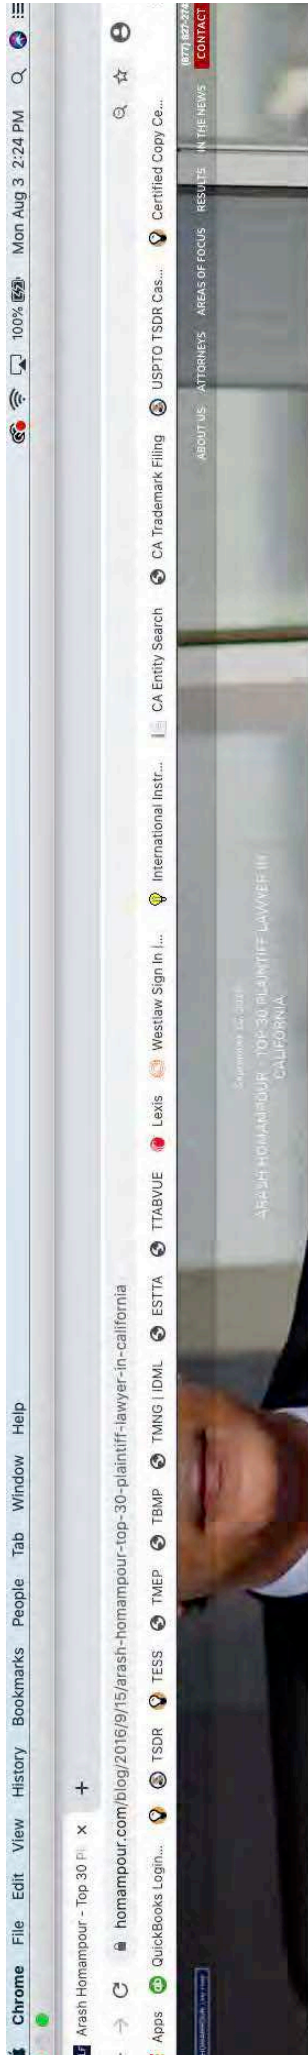 Chrome File Edit View History Bookmarks People Tab Window Help 100% Mon Aug 3 2:24 PM
Arash Homampour - Top 30 Pl × +
homampour.com/blog/2016/9/15/arash-homampour-top-30-plaintiff-lawyer-in-california
Apps QuickBooks Login... TSDR TESS TMEP TBMP TMNG | IDML ESTTA TTABVUE Lexis Westlaw Sign In |... International Instr... CA Entity Search CA Trademark Filing USPTO TSDR Cas... Certified Copy Ce...
(877) 827-274
ABOUT US ATTORNEYS AREAS OF FOCUS RESULTS IN THE NEWS CONTACT
ARASH HOMAMPOUR - TOP 30 PLAINTIFF LAWYER IN
CALIFORNIA